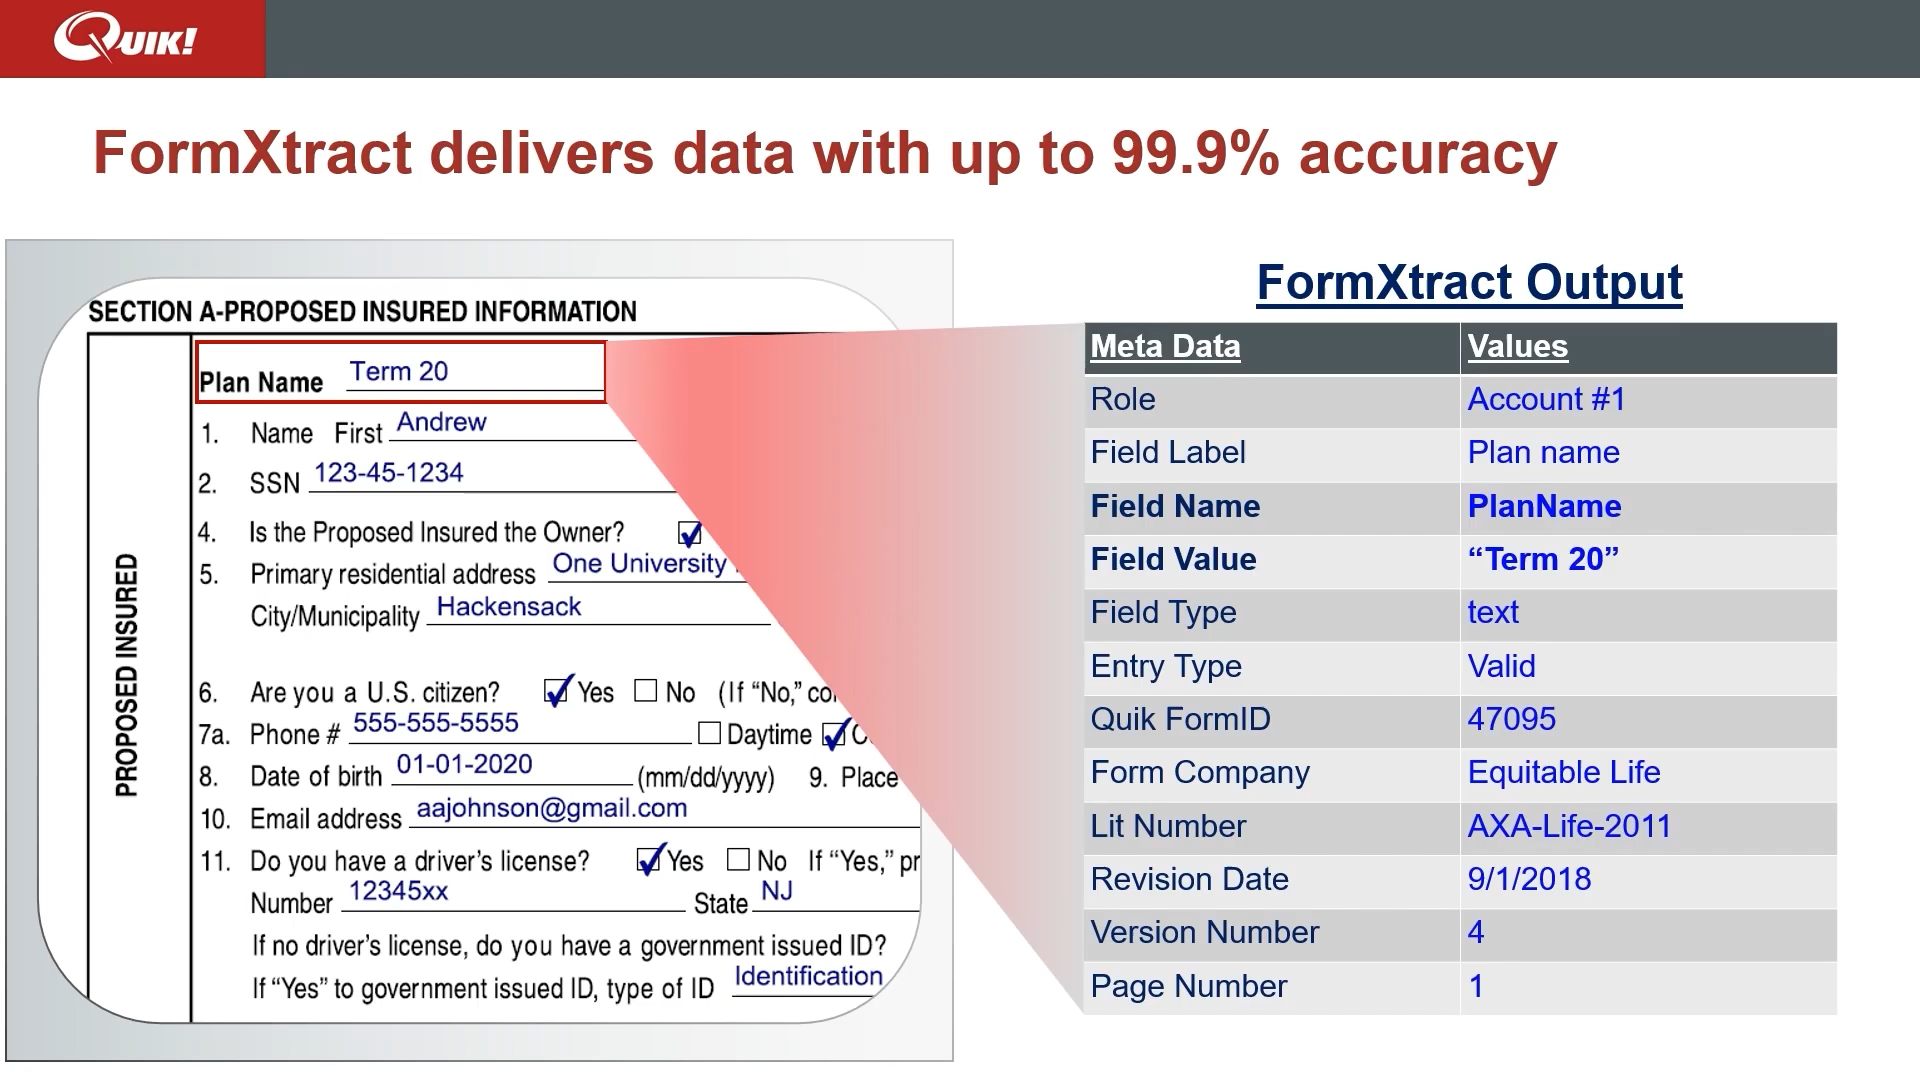 QUIK!
FormXtract delivers data with up to 99.9% accuracy
SECTION A-PROPOSED INSURED INFORMATION
PROPOSED INSURED
Plan Name Term 20
1. Name First Andrew
2. SSN 123-45-1234
4. Is the Proposed Insured the Owner?
5. Primary residential address One University
City/Municipality Hackensack
6. Are you a U.S. citizen? Yes No (If “No,”
7a. Phone # 555-555-5555 Daytime
8. Date of birth 01-01-2020 (mm/dd/yyyy) 9. Place
10. Email address aajohnson@gmail.com
11. Do you have a driver’s license? Yes No If “Yes,” pr
Number 12345xx State NJ
If no driver’s license, do you have a government issued ID?
If “Yes” to government issued ID, type of ID Identification
FormXtract Output
Meta Data Values
Role Account #1
Field Label Plan name
Field Name PlanName
Field Value “Term 20”
Field Type text
Entry Type Valid
Quik FormID 47095
Form Company Equitable Life
Lit Number AXA-Life-2011
Revision Date 9/1/2018
Version Number 4
Page Number 1